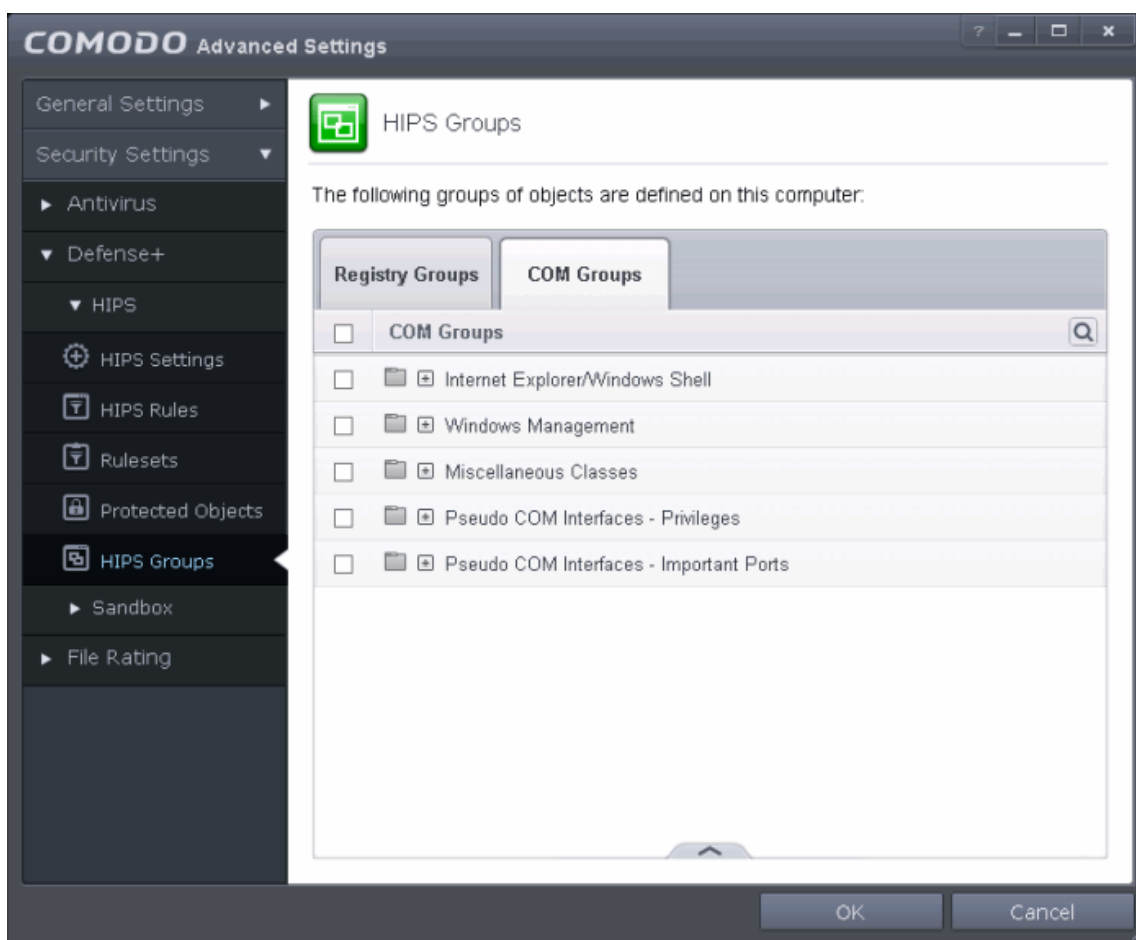 COMODO Advanced Settings
?
General Settings
Security Settings
Antivirus
Defense+
HIPS
HIPS Settings
HIPS Rules
Rulesets
Protected Objects
HIPS Groups
Sandbox
File Rating
HIPS Groups
The following groups of objects are defined on this computer:
Registry Groups
COM Groups
COM Groups
Internet Explorer/Windows Shell
Windows Management
Miscellaneous Classes
Pseudo COM Interfaces - Privileges
Pseudo COM Interfaces - Important Ports
OK
Cancel